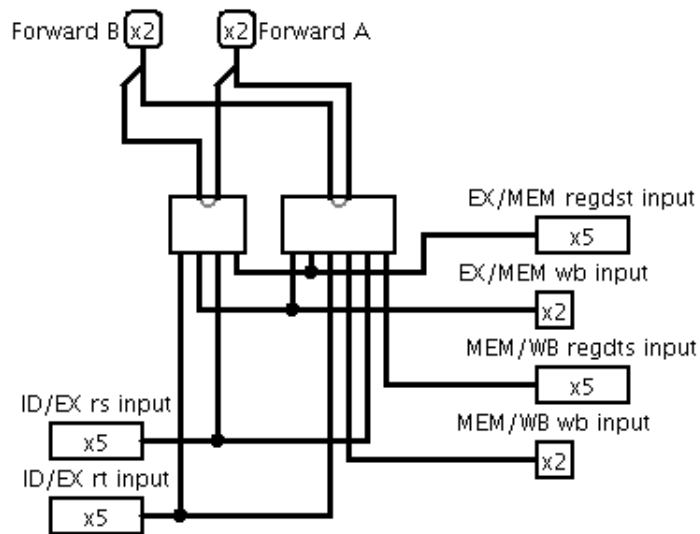 Forward B x2 x2 Forward A
EX/MEM regdst input
x5
EX/MEM wb input
x2
MEM/WB regdts input
x5
ID/EX rs input
MEM/WB wb input
x5
x2
ID/EX rt input
x5